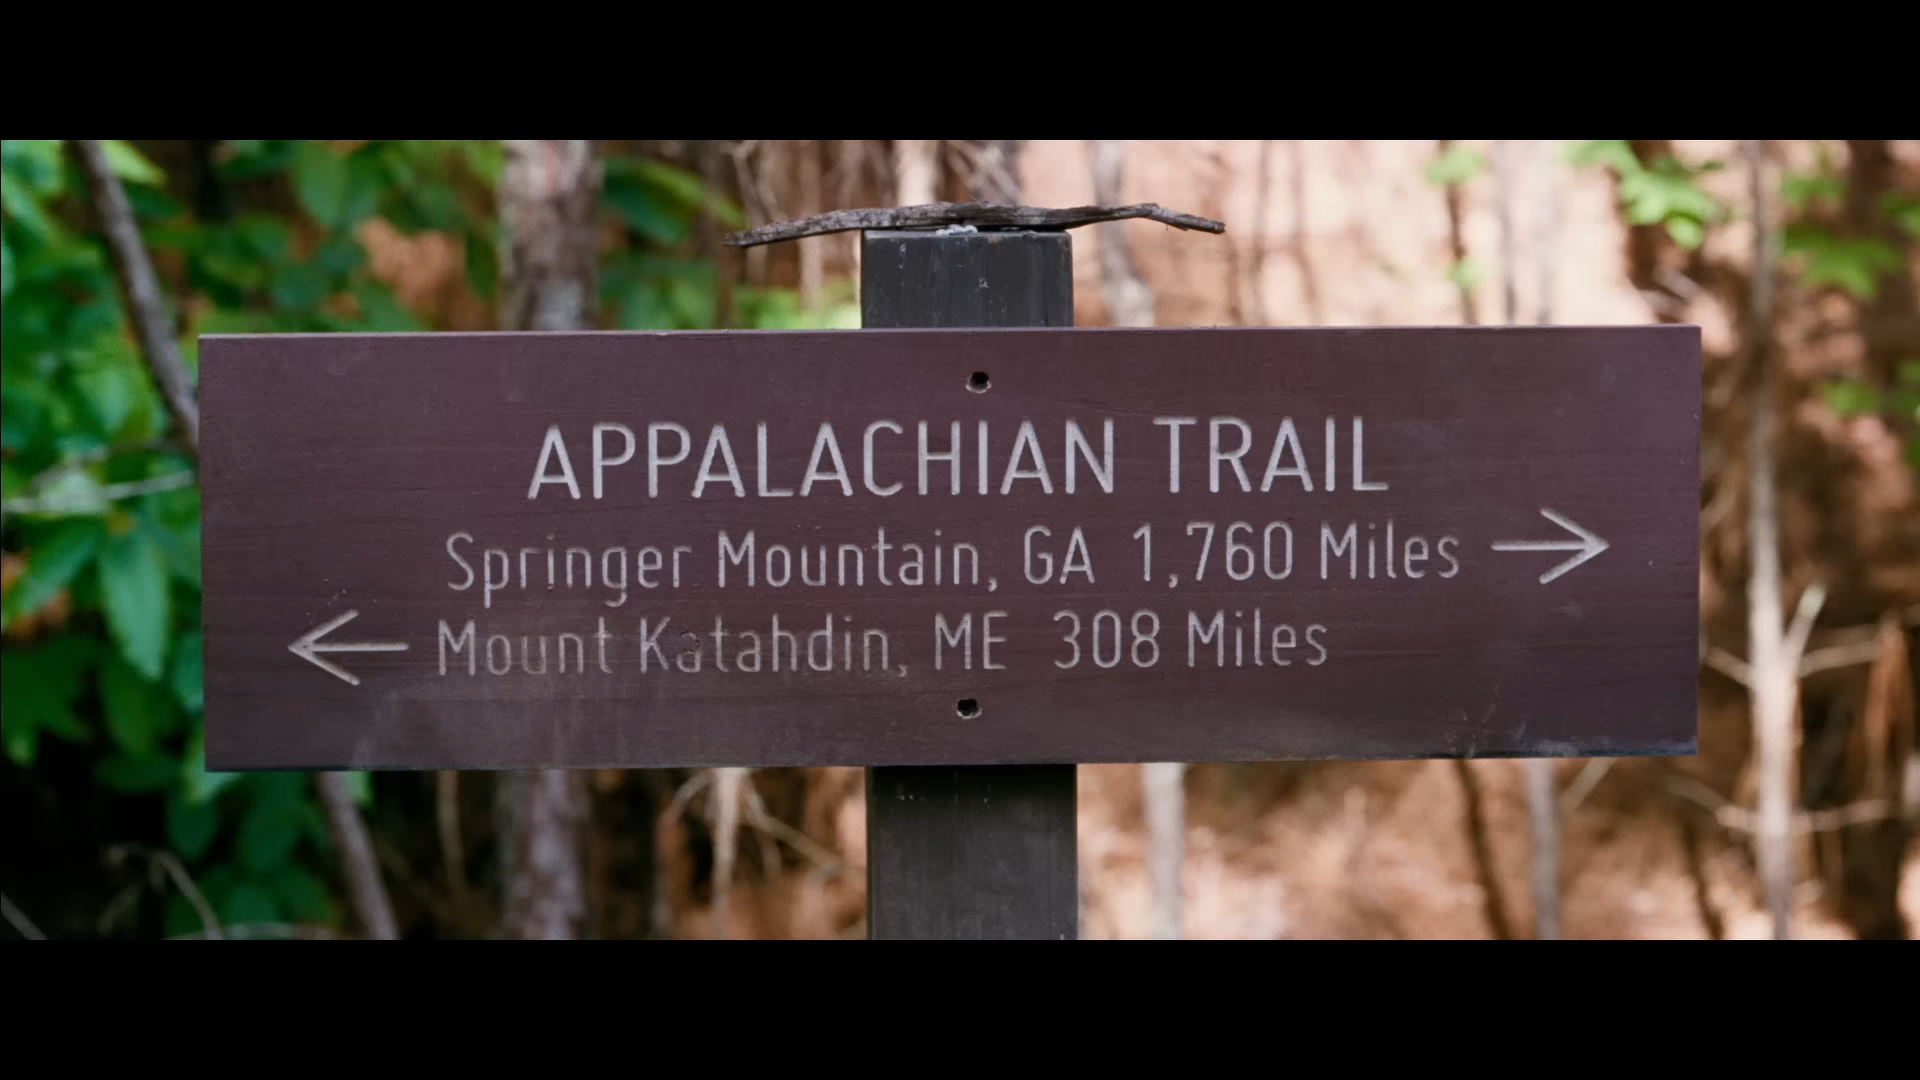 APPALACHIAN TRAIL
Springer Mountain, GA 1,760 Miles →
← Mount Katahdin, ME 308 Miles